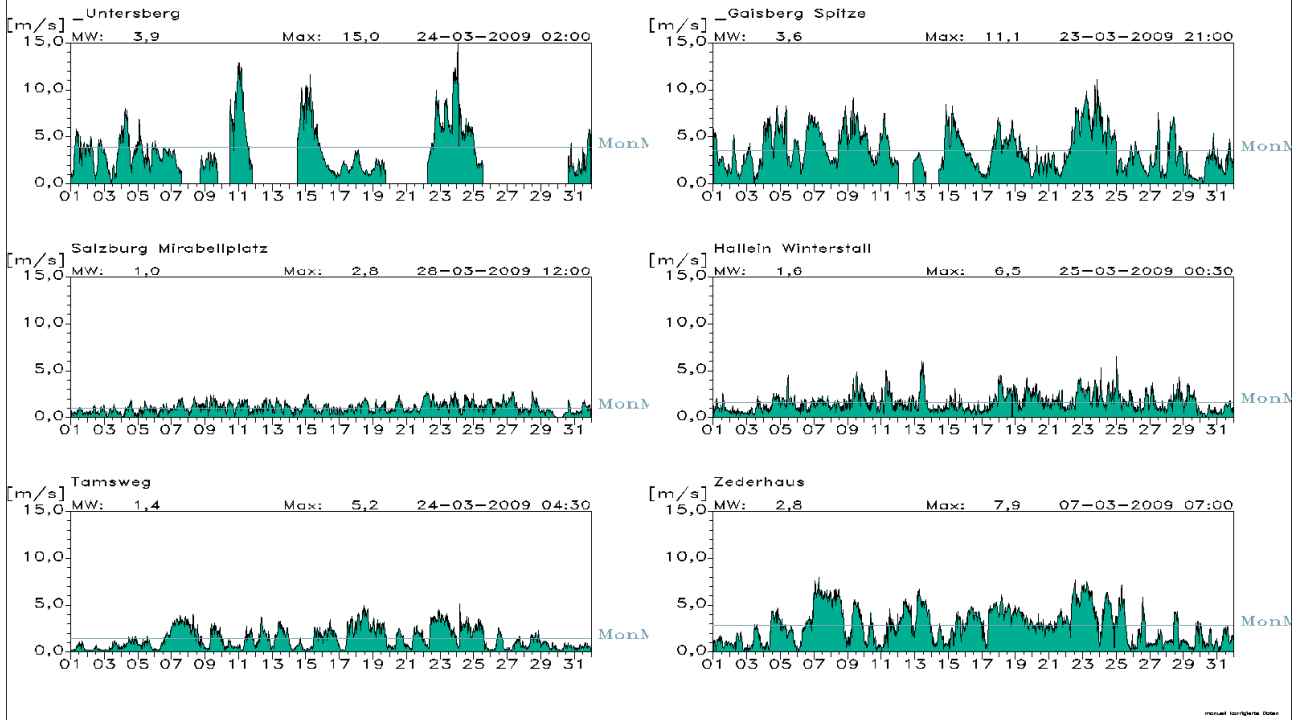 [m/s] _Untersberg
MW: 3,9 Max: 15,0 24-03-2009 02:00
15,0
10,0
5,0
0,0
MonM
01 03 05 07 09 11 13 15 17 19 21 23 25 27 29 31
[m/s] _Gaisberg Spitze
MW: 3,6 Max: 11,1 23-03-2009 21:00
15,0
10,0
5,0
0,0
MonM
01 03 05 07 09 11 13 15 17 19 21 23 25 27 29 31
[m/s] Salzburg Mirabellplatz
MW: 1,0 Max: 2,8 28-03-2009 12:00
15,0
10,0
5,0
0,0
MonM
01 03 05 07 09 11 13 15 17 19 21 23 25 27 29 31
[m/s] Hallein Winterstall
MW: 1,6 Max: 6,5 25-03-2009 00:30
15,0
10,0
5,0
0,0
MonM
01 03 05 07 09 11 13 15 17 19 21 23 25 27 29 31
[m/s] Tamsweg
MW: 1,4 Max: 5,2 24-03-2009 04:30
15,0
10,0
5,0
0,0
MonM
01 03 05 07 09 11 13 15 17 19 21 23 25 27 29 31
[m/s] Zederhaus
MW: 2,8 Max: 7,9 07-03-2009 07:00
15,0
10,0
5,0
0,0
MonM
01 03 05 07 09 11 13 15 17 19 21 23 25 27 29 31
manuell korrigierte Daten